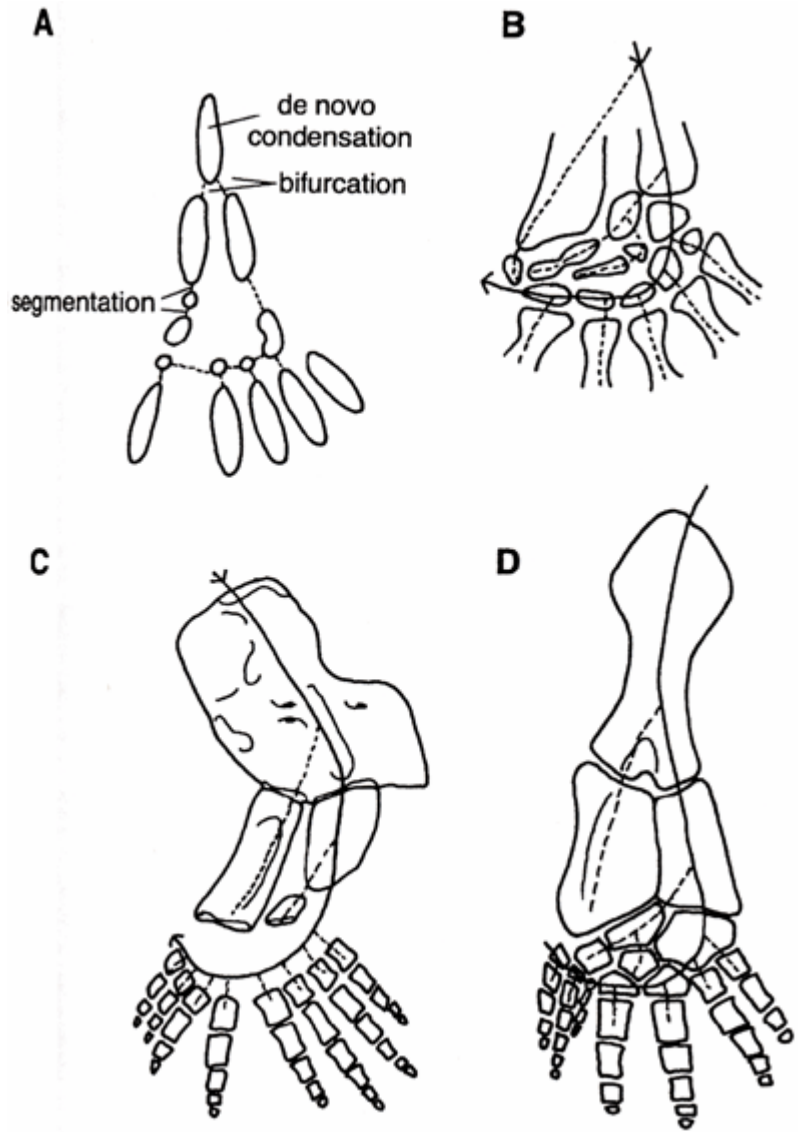 A
de novo
condensation
bifurcation
segmentation
B
C
D